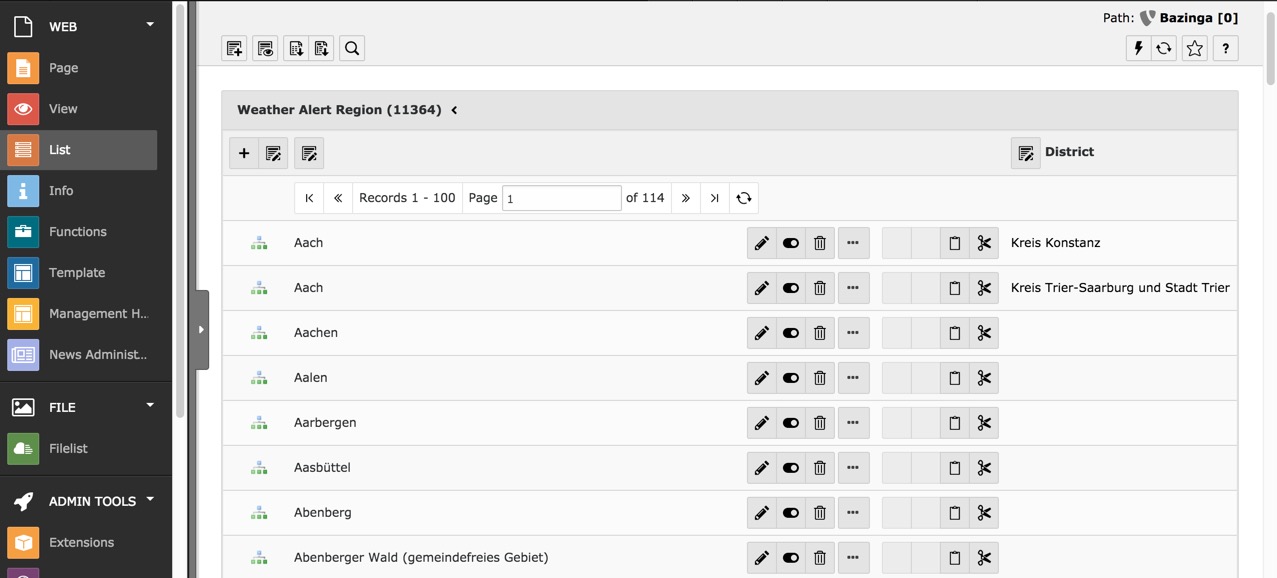 WEB
Page
View
List
Info
Functions
Template
Management H...
News Administ...
FILE
Filelist
ADMIN TOOLS
Extensions
Path: Bazinga [0]
?
Weather Alert Region (11364)
District
Records 1 - 100 Page 1 of 114
Aach Kreis Konstanz
Aach Kreis Trier-Saarburg und Stadt Trier
Aachen
Aalen
Aarbergen
Aasbüttel
Abenberg
Abenberger Wald (gemeindefreies Gebiet)